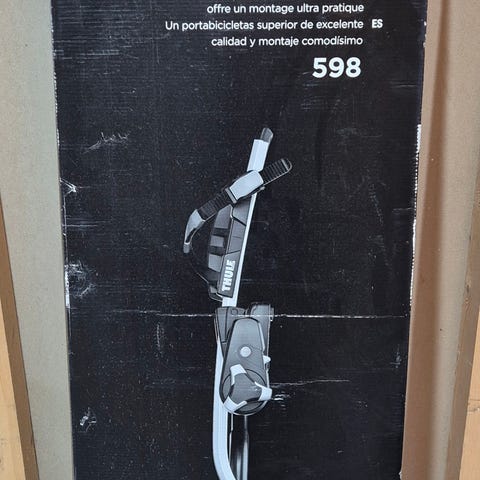 offre un montage ultra pratique
Un portabicicletas superior de excelente ES
calidad y montaje comodísimo
598
THULE